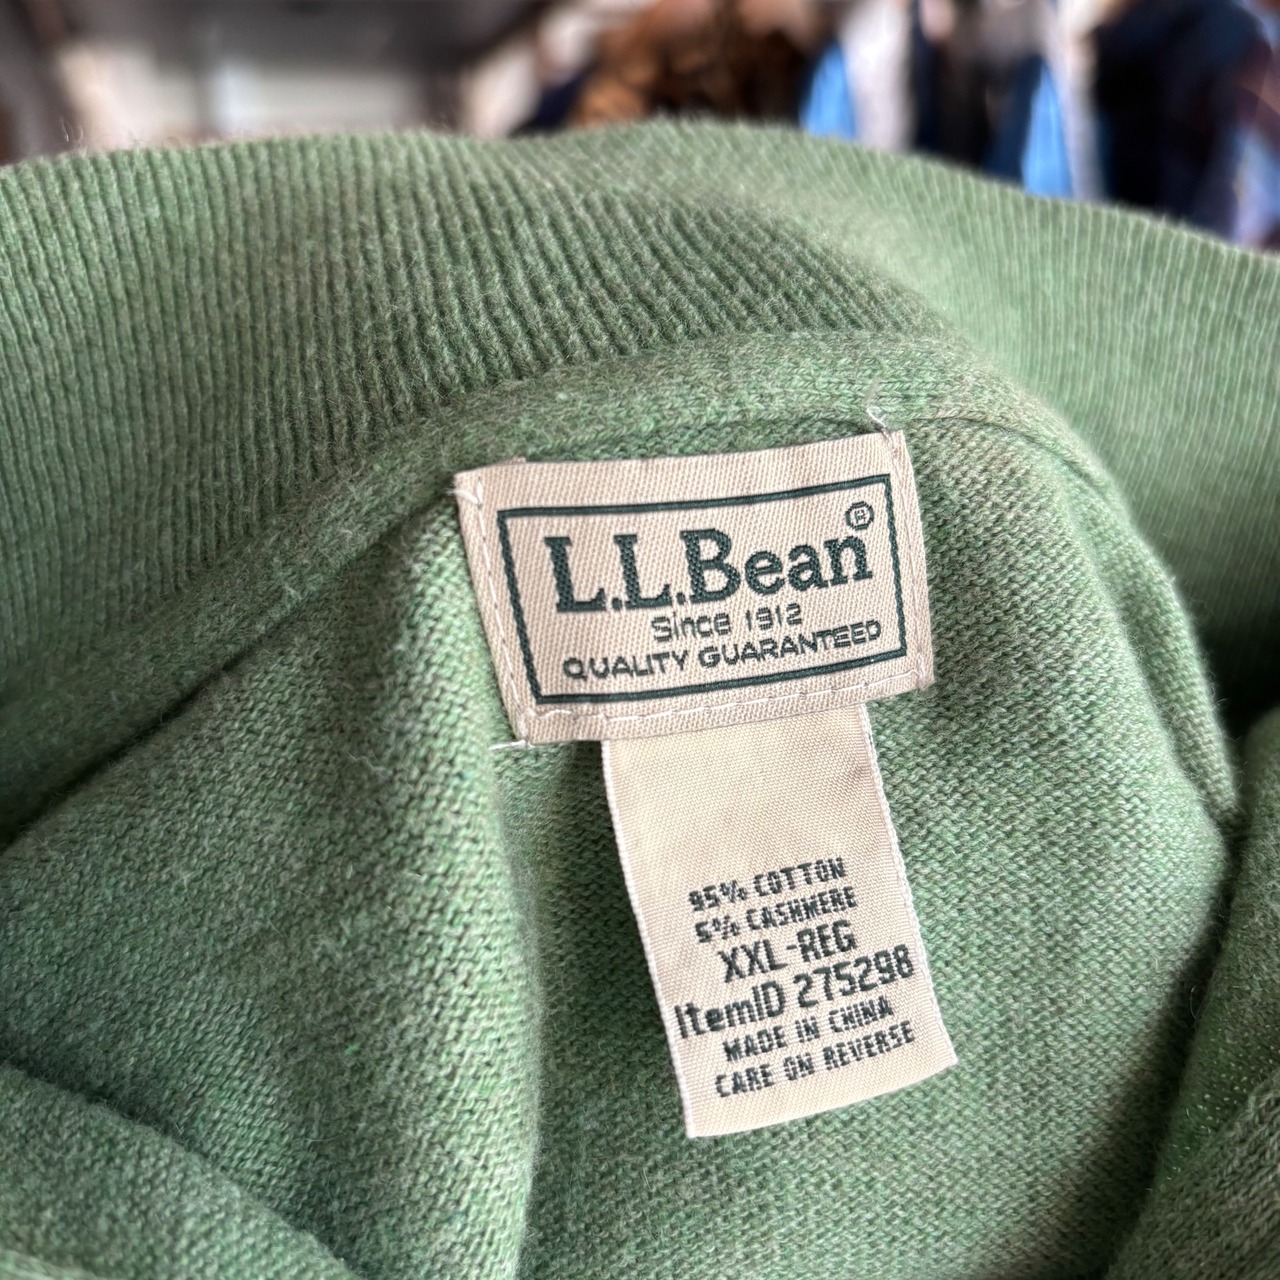 L.L.Bean®
Since 1912
QUALITY GUARANTEED
95% COTTON
5% CASHMERE
XXL-REG
ItemID 275298
MADE IN CHINA
CARE ON REVERSE